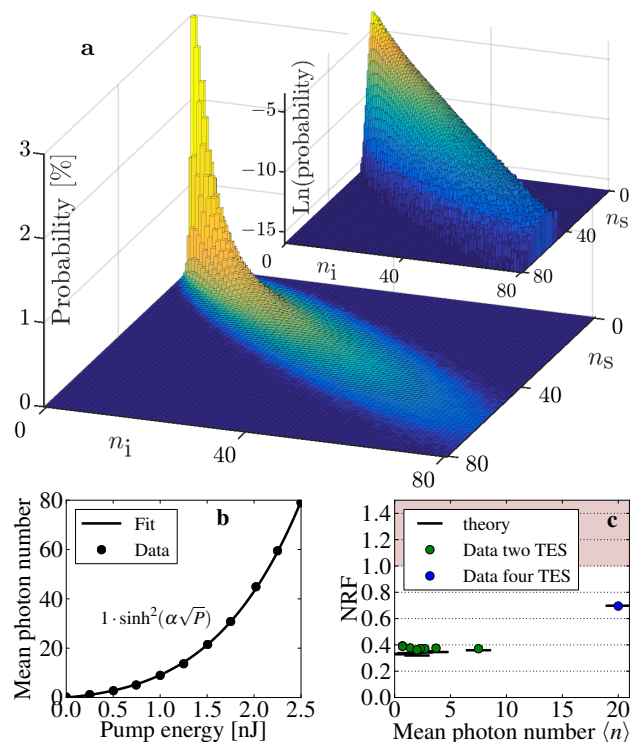 a
Probability [%]
3
2
1
0
0
40
80
n_i
80
40
0
n_s
Ln(probability)
−5
−10
−15
0
40
80
n_i
80
40
0
n_s
b
Mean photon number
80
60
40
20
0
Fit
Data
1 · sinh²(α√P)
0.0 0.5 1.0 1.5 2.0 2.5
Pump energy [nJ]
c
NRF
1.4
1.2
1.0
0.8
0.6
0.4
0.2
0.0
theory
Data two TES
Data four TES
0 5 10 15 20
Mean photon number ⟨n⟩